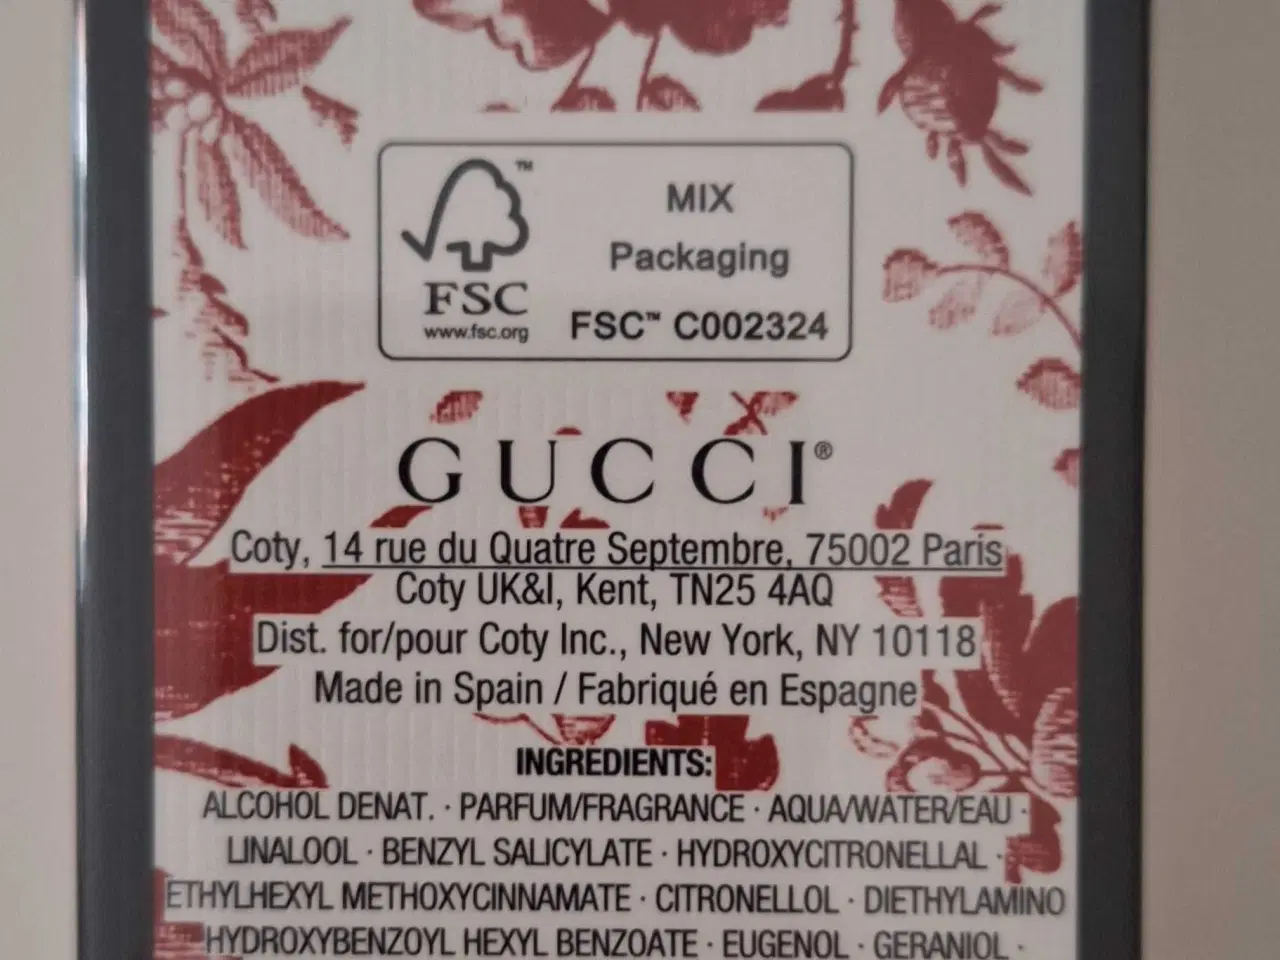 ™
MIX
Packaging
FSC
www.fsc.org
FSC™ C002324
GUCCI®
Coty, 14 rue du Quatre Septembre, 75002 Paris
Coty UK&I, Kent, TN25 4AQ
Dist. for/pour Coty Inc., New York, NY 10118
Made in Spain / Fabriqué en Espagne
INGREDIENTS:
ALCOHOL DENAT. · PARFUM/FRAGRANCE · AQUA/WATER/EAU ·
LINALOOL · BENZYL SALICYLATE · HYDROXYCITRONELLAL ·
ETHYLHEXYL METHOXYCINNAMATE · CITRONELLOL · DIETHYLAMINO
HYDROXYBENZOYL HEXYL BENZOATE · EUGENOL · GERANIOL ·